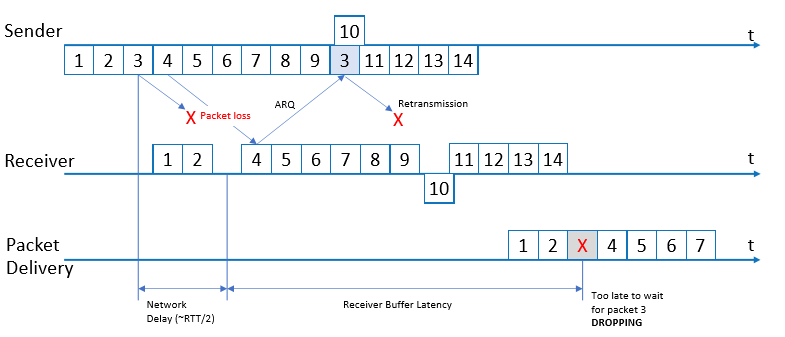 Sender
10
t
1 2 3 4 5 6 7 8 9 3 11 12 13 14
ARQ
Retransmission
X Packet loss
X
Receiver
1 2 4 5 6 7 8 9 11 12 13 14
t
10
Packet
Delivery
1 2 X 4 5 6 7
t
Network
Delay (~RTT/2)
Receiver Buffer Latency
Too late to wait
for packet 3
DROPPING